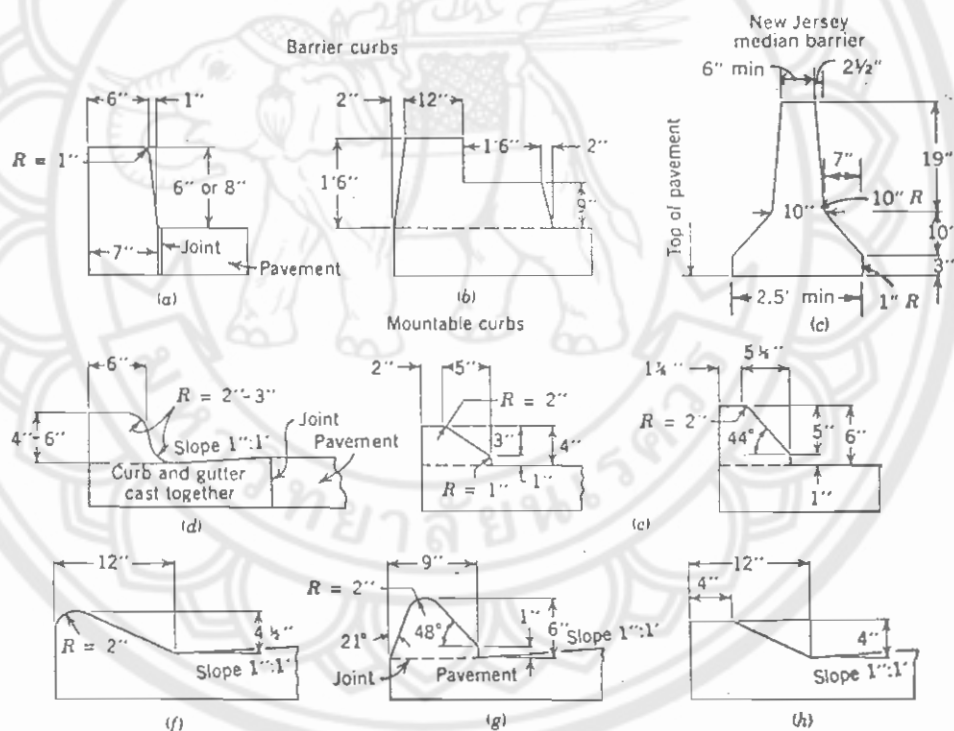 Barrier curbs
New Jersey
median barrier
6" 1"
R = 1"
6" or 8"
7"
Joint
Pavement
(a)
2" 12"
1'6" 2"
1'6"
9"
(b)
6" min 2½"
Top of pavement
7"
19"
10" R
10"
10"
3"
1" R
2.5' min
(c)
Mountable curbs
6"
R = 2"-3"
4"-6"
Slope 1":1'
Joint
Pavement
Curb and gutter
cast together
(d)
2" 5"
R = 2"
3" 4"
R = 1" 1"
1¼" 5¼"
R = 2"
44°
5" 6"
1"
(e)
12"
R = 2"
4½"
Slope 1":1'
(f)
9"
R = 2"
21° 48°
1"
6"
Slope 1":1'
Joint
Pavement
(g)
12"
4"
4"
Slope 1":1'
(h)